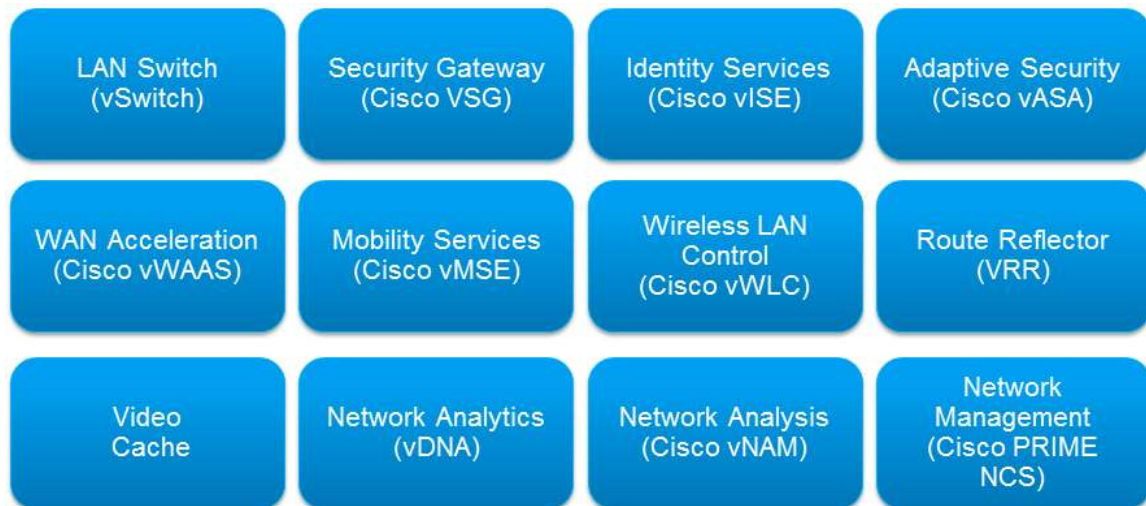 LAN Switch
(vSwitch)
Security Gateway
(Cisco VSG)
Identity Services
(Cisco vISE)
Adaptive Security
(Cisco vASA)
WAN Acceleration
(Cisco vWAAS)
Mobility Services
(Cisco vMSE)
Wireless LAN
Control
(Cisco vWLC)
Route Reflector
(VRR)
Video
Cache
Network Analytics
(vDNA)
Network Analysis
(Cisco vNAM)
Network
Management
(Cisco PRIME
NCS)